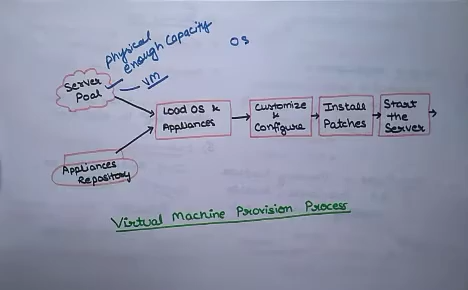 Physical
enough capacity
OS
VM
Server
Pool
Load OS &
Appliances
Customize
&
Configure
Install
Patches
Start
the
Server
Appliances
Repository
Virtual Machine Provision Process